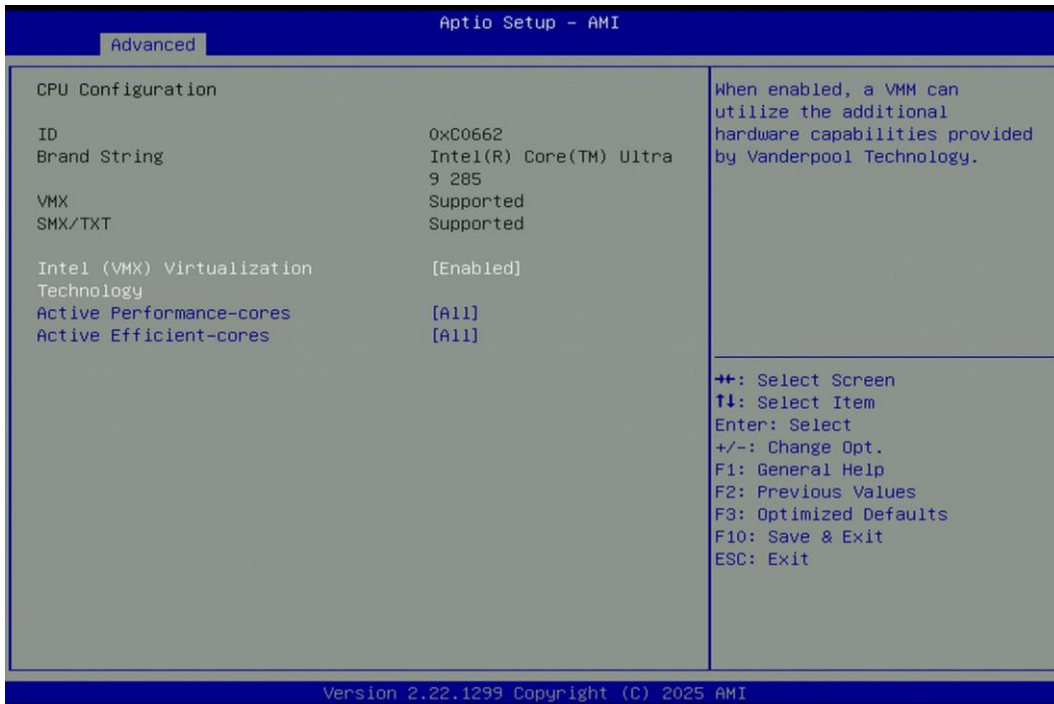 Aptio Setup - AMI
Advanced
CPU Configuration
ID 0xC0662
Brand String Intel(R) Core(TM) Ultra
9 285
VMX Supported
SMX/TXT Supported
Intel (VMX) Virtualization [Enabled]
Technology
Active Performance-cores [All]
Active Efficient-cores [All]
When enabled, a VMM can
utilize the additional
hardware capabilities provided
by Vanderpool Technology.
→←: Select Screen
↑↓: Select Item
Enter: Select
+/-: Change Opt.
F1: General Help
F2: Previous Values
F3: Optimized Defaults
F10: Save & Exit
ESC: Exit
Version 2.22.1299 Copyright (C) 2025 AMI